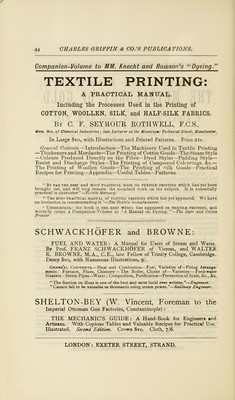 44 CHARLES GRIFFIN & CO.'S PUBLICATIONS.
Companion-Volume to MM. Knecht and Rawson's "Dyeing."
TEXTILE PRINTING:
A PRACTICAL MANUAL.
Including the Processes Used in the Printing of
COTTON, WOOLLEN, SILK, and HALF-SILK FABRICS.
By C. F. SEYMOUR ROTHWELL, F.C.S.,
Mem. Soc. of Chemical Industries; late Lecturer at the Municipal Technical School, Manchester.
In Large 8vo, with Illustrations and Printed Patterns. Price 21s.
General Contents.—Introduction—The Machinery Used in Textile Printing
—Thickeners and Mordants—The Printing of Cotton Goods—The Steam Style
—Colours Produced Directly on the Fibre—Dyed Styles—Padding Style—
Resist and Discharge Styles—The Printing of Compound Colourings, &c.—
The Printing of Woollen Goods—The Printing of Silk Goods—Practical
Recipes for Printing—Appendix—Useful Tables—Patterns.
"BY FAR THE BEST and MOST PRACTICAL BOOK on TEXTILE PRINTING which has yet been
brought out, and will long remain the standard work on the subject. It is essentially
practical in character."—Textile Mercury.
"THE MOST PRACTICAL MANUAL of TEXTILE PRINTING which has yet appeared. We have
no hesitation in recommending it."—The Textile Manufacturer.
"Undoubtedly the book is one that has appeared on TEXTILE PRINTING, and
worthily forms a Companion Volume to 'A Manual on Dyeing.'"—The Dyer and Calico
Printer
SCHWACKHÖFER and BROWNE:
FUEL AND WATER: A Manual for Users of Steam and Water.
By Prof. FRANZ SCHWACKHÖFER of Vienna, and WALTER
R. BROWNE, M.A., C.E., late Fellow of Trinity College, Cambridge.
Demy 8vo, with Numerous Illustrations, 9/.
GENERAL CONTENTS.—Heat and Combustion—Fuel, Varieties of—Firing Arrange-
ments: Furnace, Flues, Chimney—The Boiler, Choice of—Varieties—Feed-water
Heaters—Steam Pipes—Water: Composition, Purification—Prevention of Scale, &c., &c.
"The Section on Heat is one of the best and most lucid ever written."—Engineer.
"Cannot fail to be valuable to thousands using steam power."—Railway Engineer.
SHELTON-BEY (W. Vincent, Foreman to the
Imperial Ottoman Gun Factories, Constantinople):
THE MECHANIC'S GUIDE: A Hand-Book for Engineers and
Artizans. With Copious Tables and Valuable Recipes for Practical Use.
Illustrated. Second Edition. Crown 8vo. Cloth, 7/6.
LONDON: EXETER STREET, STRAND.